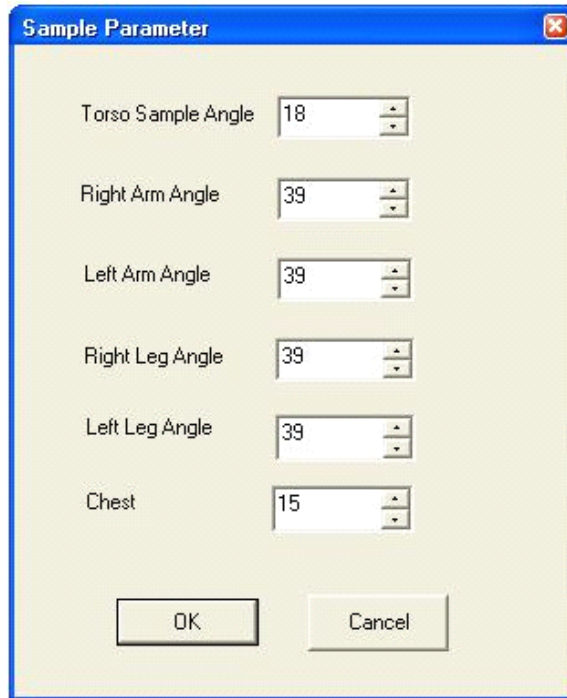 Sample Parameter
Torso Sample Angle 18
Right Arm Angle 39
Left Arm Angle 39
Right Leg Angle 39
Left Leg Angle 39
Chest 15
OK Cancel